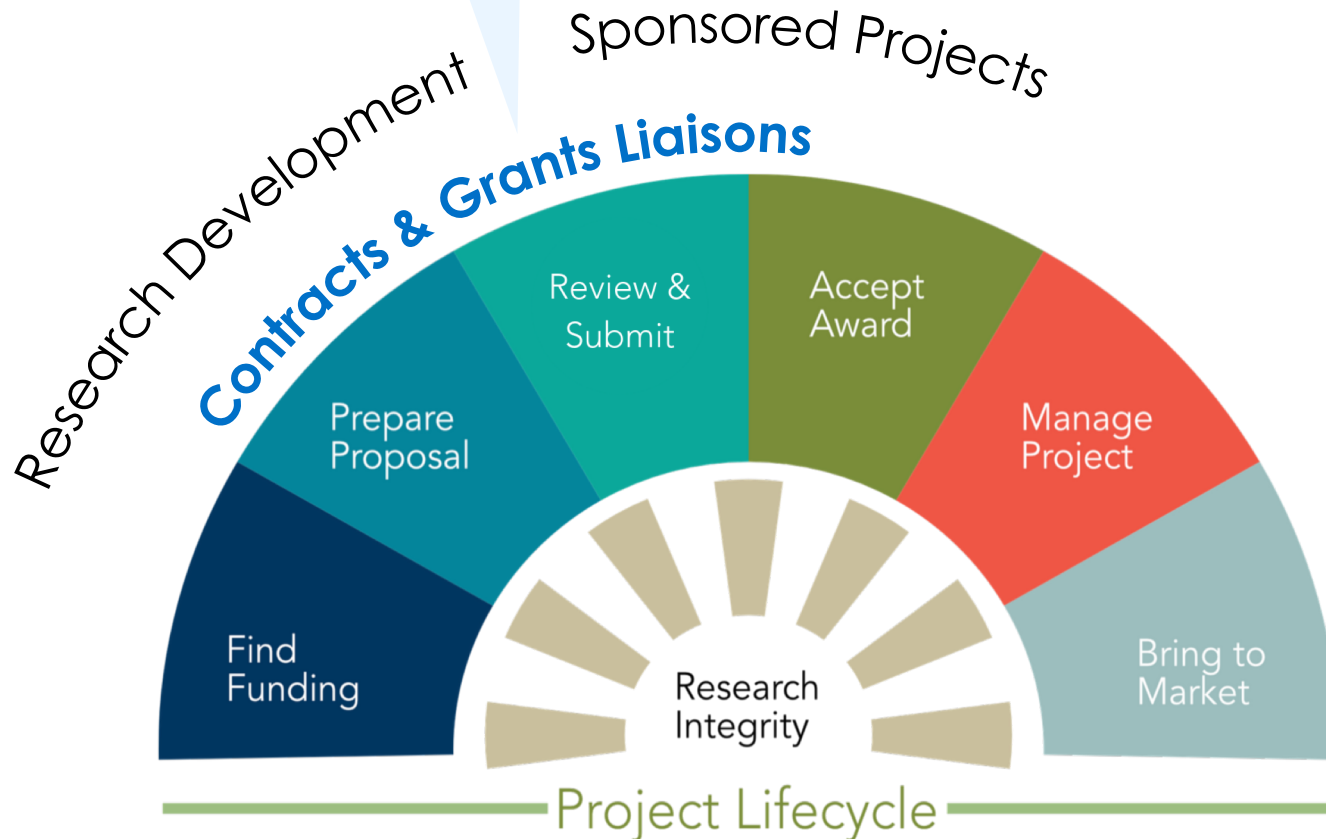 Sponsored Projects
Research Development
Contracts & Grants Liaisons
Review &
Submit
Accept
Award
Prepare
Proposal
Manage
Project
Find
Funding
Bring to
Market
Research
Integrity
Project Lifecycle